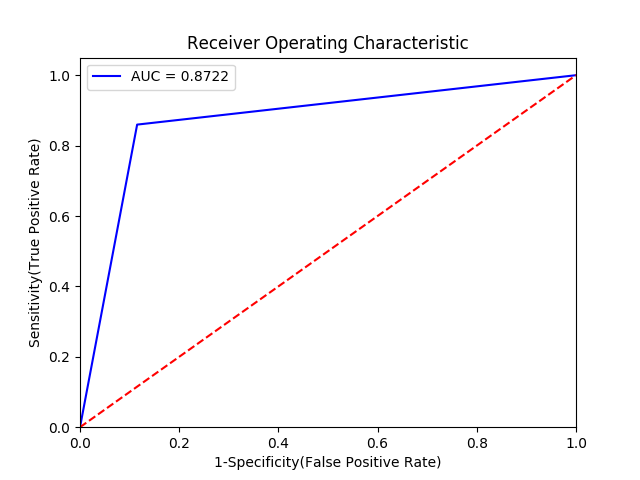 Receiver Operating Characteristic
AUC = 0.8722
1.0
0.8
0.6
0.4
0.2
0.0
Sensitivity(True Positive Rate)
0.0 0.2 0.4 0.6 0.8 1.0
1-Specificity(False Positive Rate)